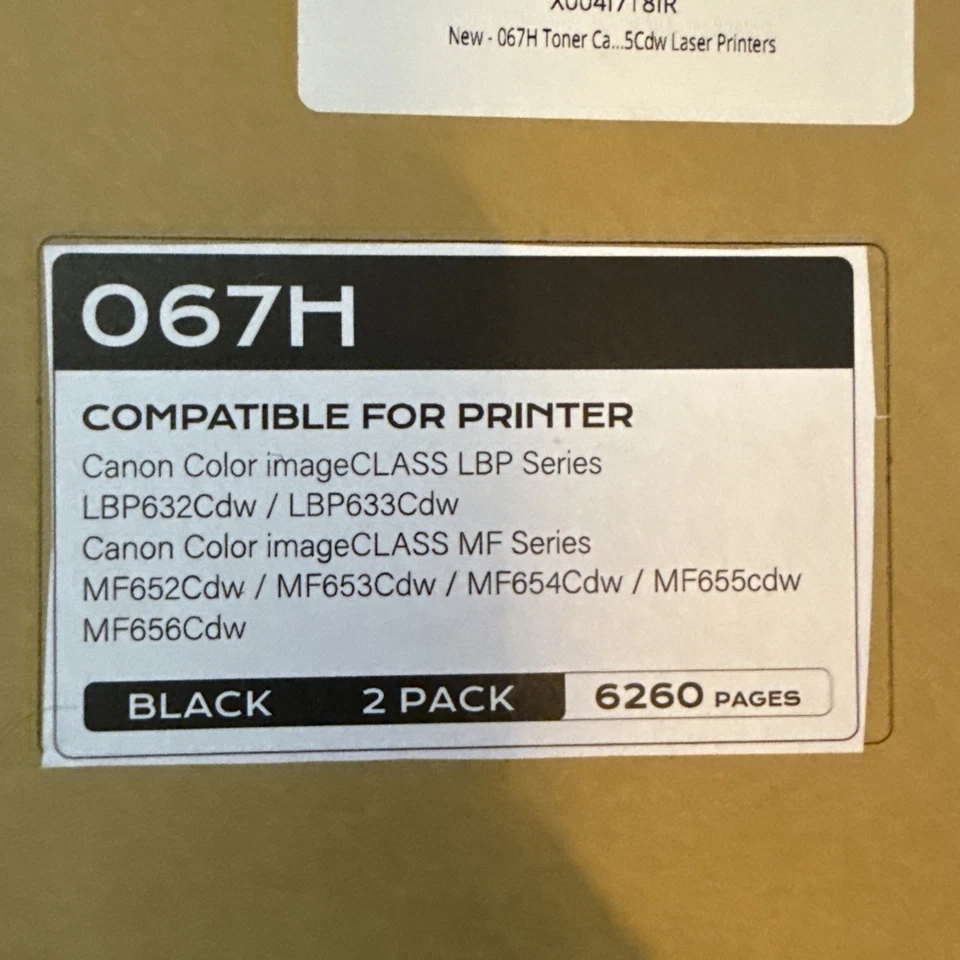 New - 067H Toner Ca...5Cdw Laser Printers
067H
COMPATIBLE FOR PRINTER
Canon Color imageCLASS LBP Series
LBP632Cdw / LBP633Cdw
Canon Color imageCLASS MF Series
MF652Cdw / MF653Cdw / MF654Cdw / MF655cdw
MF656Cdw
BLACK 2 PACK 6260 PAGES